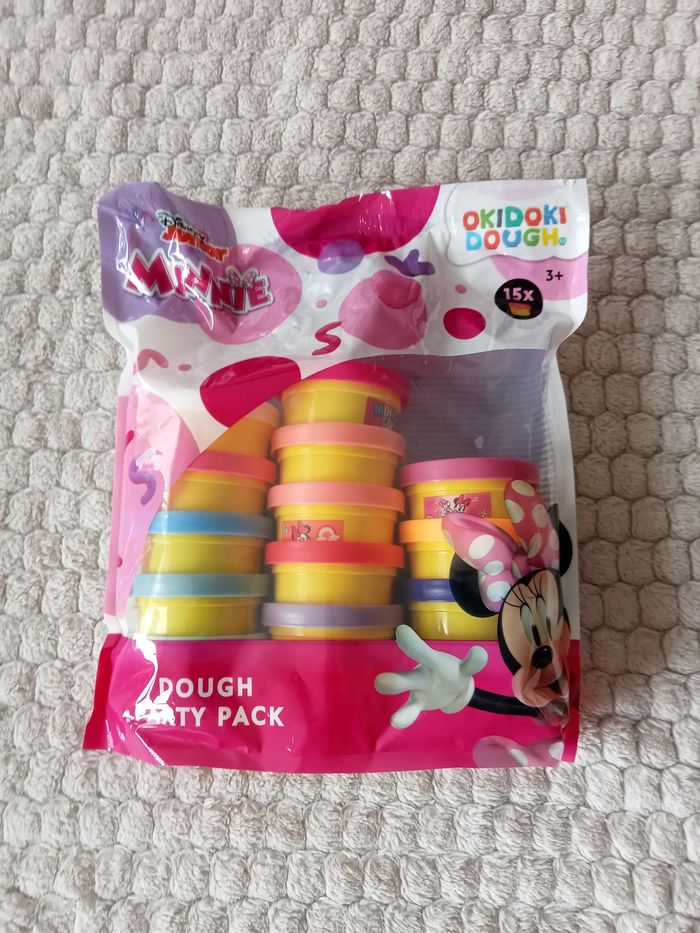 Disney
JUNIOR
MINNIE
OKIDOKI
DOUGH®
3+
15x
DOUGH
PARTY PACK